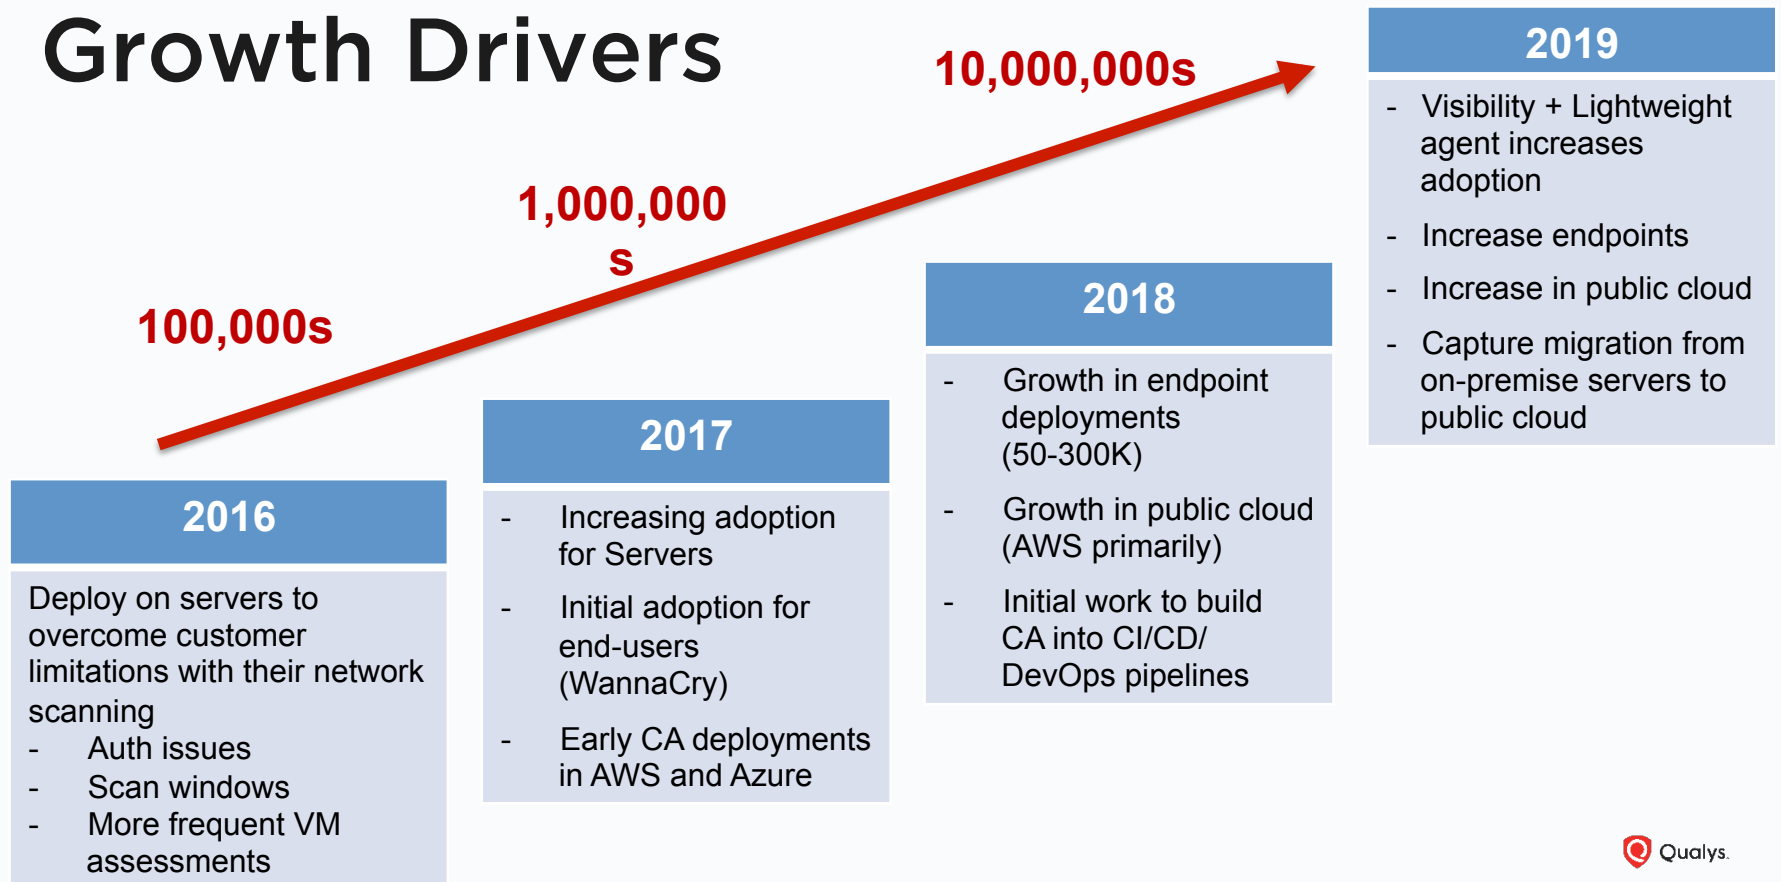 Growth Drivers
100,000s
1,000,000
s
10,000,000s
2016
Deploy on servers to
overcome customer
limitations with their network
scanning
- Auth issues
- Scan windows
- More frequent VM
assessments
2017
- Increasing adoption
for Servers
- Initial adoption for
end-users
(WannaCry)
- Early CA deployments
in AWS and Azure
2018
- Growth in endpoint
deployments
(50-300K)
- Growth in public cloud
(AWS primarily)
- Initial work to build
CA into CI/CD/
DevOps pipelines
2019
- Visibility + Lightweight
agent increases
adoption
- Increase endpoints
- Increase in public cloud
- Capture migration from
on-premise servers to
public cloud
Qualys.